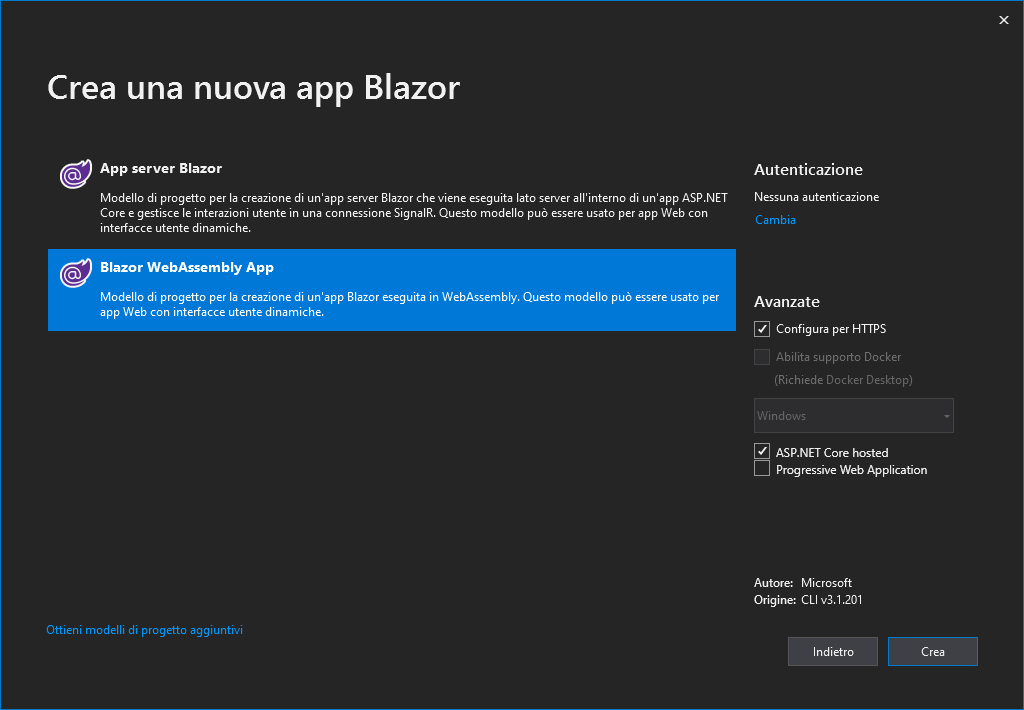 Crea una nuova app Blazor
App server Blazor
Modello di progetto per la creazione di un'app server Blazor che viene eseguita lato server all'interno di un'app ASP.NET
Core e gestisce le interazioni utente in una connessione SignalR. Questo modello può essere usato per app Web con
interfacce utente dinamiche.
Blazor WebAssembly App
Modello di progetto per la creazione di un'app Blazor eseguita in WebAssembly. Questo modello può essere usato per
app Web con interfacce utente dinamiche.
Ottieni modelli di progetto aggiuntivi
Autenticazione
Nessuna autenticazione
Cambia
Avanzate
Configura per HTTPS
Abilita supporto Docker
(Richiede Docker Desktop)
Windows
ASP.NET Core hosted
Progressive Web Application
Autore: Microsoft
Origine: CLI v3.1.201
Indietro
Crea